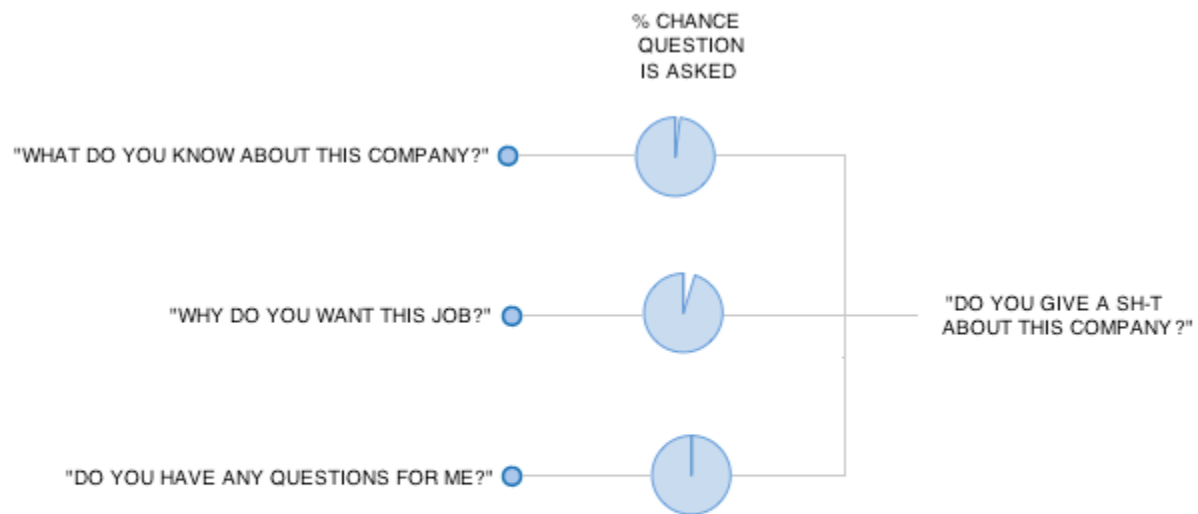 % CHANCE
QUESTION
IS ASKED
"WHAT DO YOU KNOW ABOUT THIS COMPANY?"
"WHY DO YOU WANT THIS JOB?"
"DO YOU GIVE A SH-T
ABOUT THIS COMPANY?"
"DO YOU HAVE ANY QUESTIONS FOR ME?"